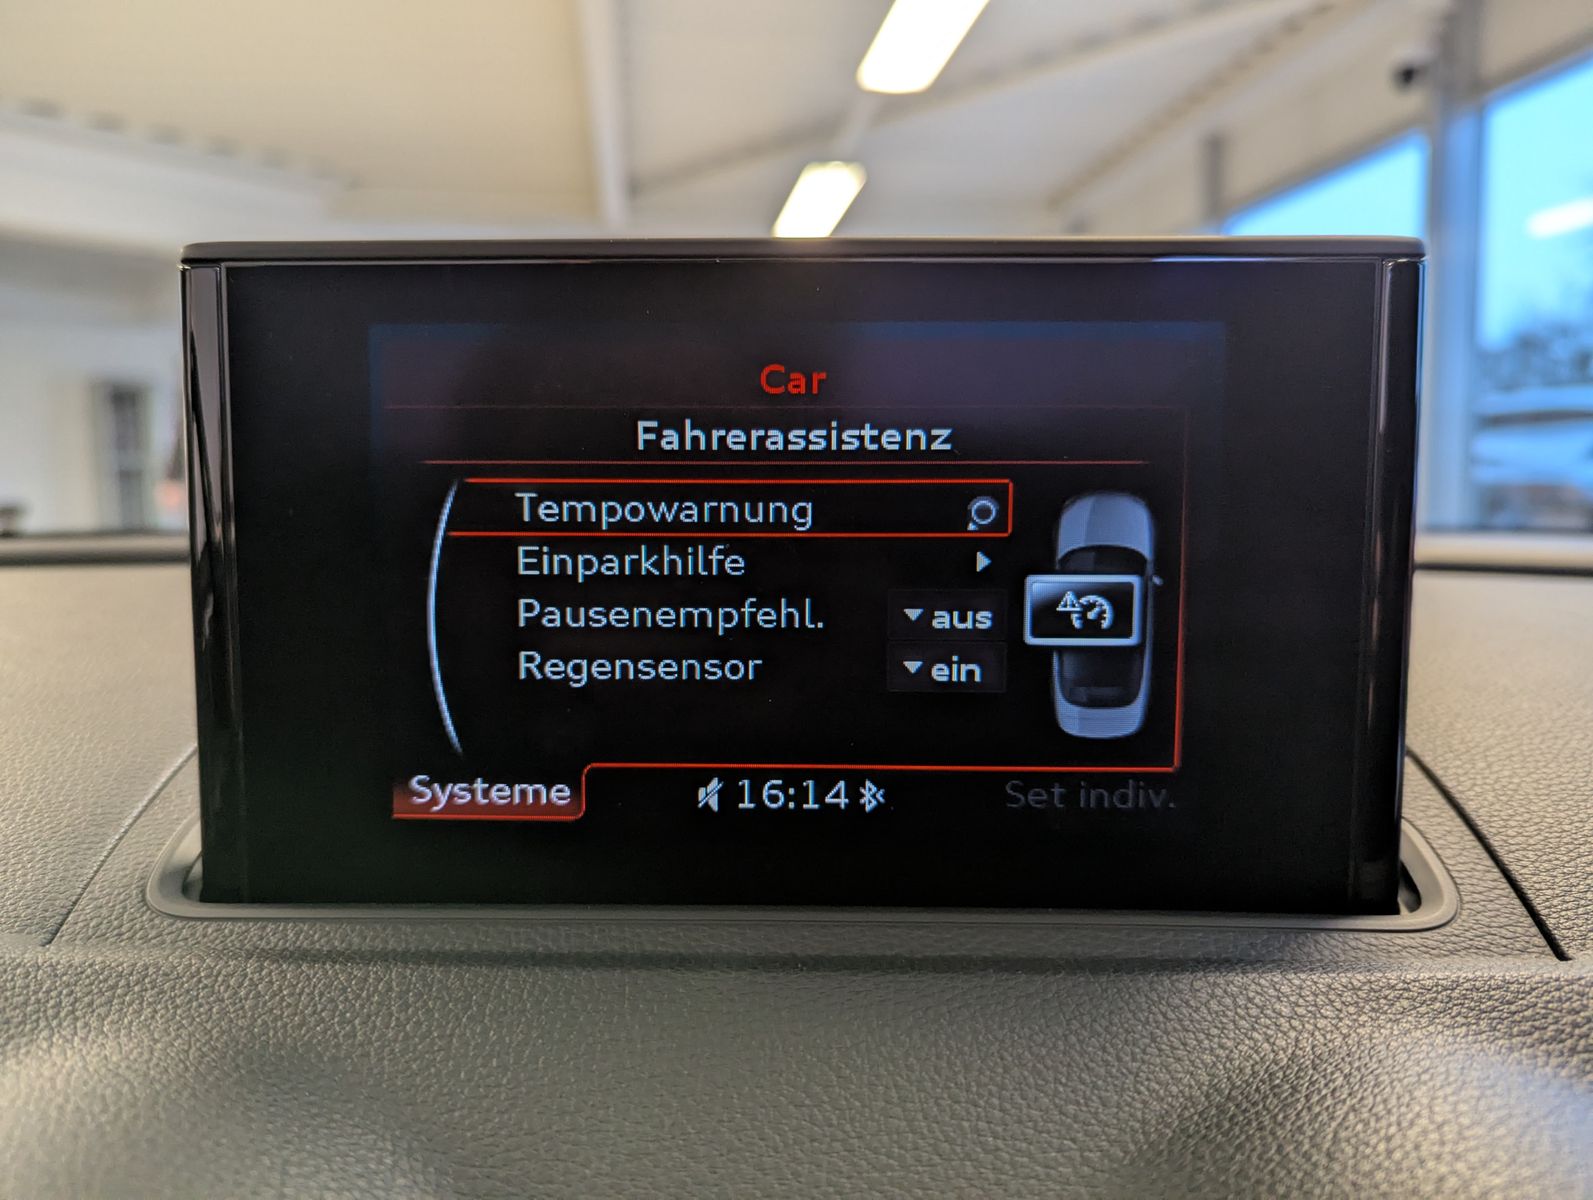 Car
Fahrerassistenz
Tempowarnung
Einparkhilfe
Pausenempfehl. aus
Regensensor ein
Systeme 16:14 Set indiv.